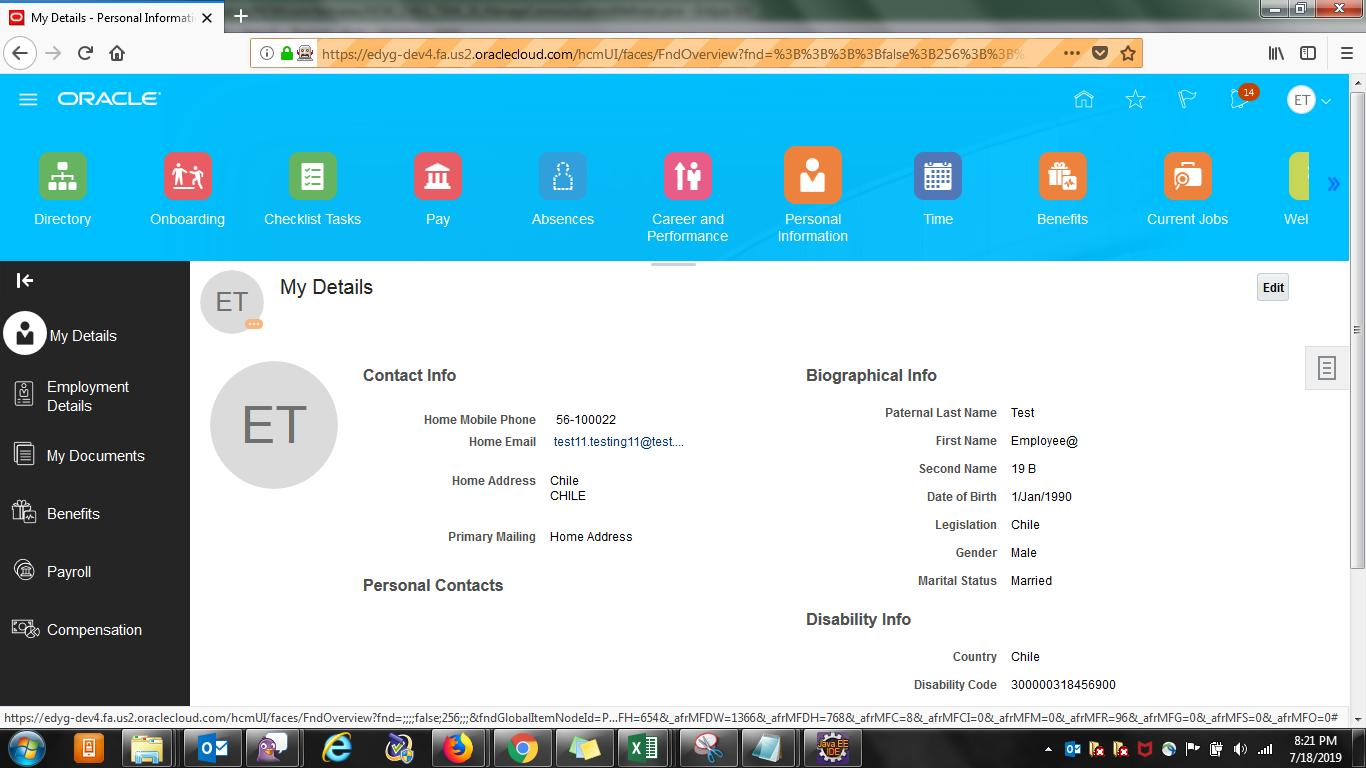 My Details - Personal Informati
https://edyg-dev4.fa.us2.oraclecloud.com/hcmUI/faces/FndOverview?fnd=%3B%3B%3B%3Bfalse%3B256%3B%3B%
ORACLE
14
ET
Directory
Onboarding
Checklist Tasks
Pay
Absences
Career and
Performance
Personal
Information
Time
Benefits
Current Jobs
Wel
My Details
Employment
Details
My Documents
Benefits
Payroll
Compensation
ET
My Details
Edit
ET
Contact Info
Home Mobile Phone 56-100022
Home Email test11.testing11@test....
Home Address Chile
CHILE
Primary Mailing Home Address
Personal Contacts
Biographical Info
Paternal Last Name Test
First Name Employee@
Second Name 19 B
Date of Birth 1/Jan/1990
Legislation Chile
Gender Male
Marital Status Married
Disability Info
Country Chile
Disability Code 300000318456900
https://edyg-dev4.fa.us2.oraclecloud.com/hcmUI/faces/FndOverview?fnd=;;;;false;256;;;&fndGlobalItemNodeId=P...FH=654&_afrMFDW=1366&_afrMFDH=768&_afrMFC=8&_afrMFCI=0&_afrMFM=0&_afrMFR=96&_afrMFG=0&_afrMFS=0&_afrMFO=0#
Java EE
IDE
8:21 PM
7/18/2019